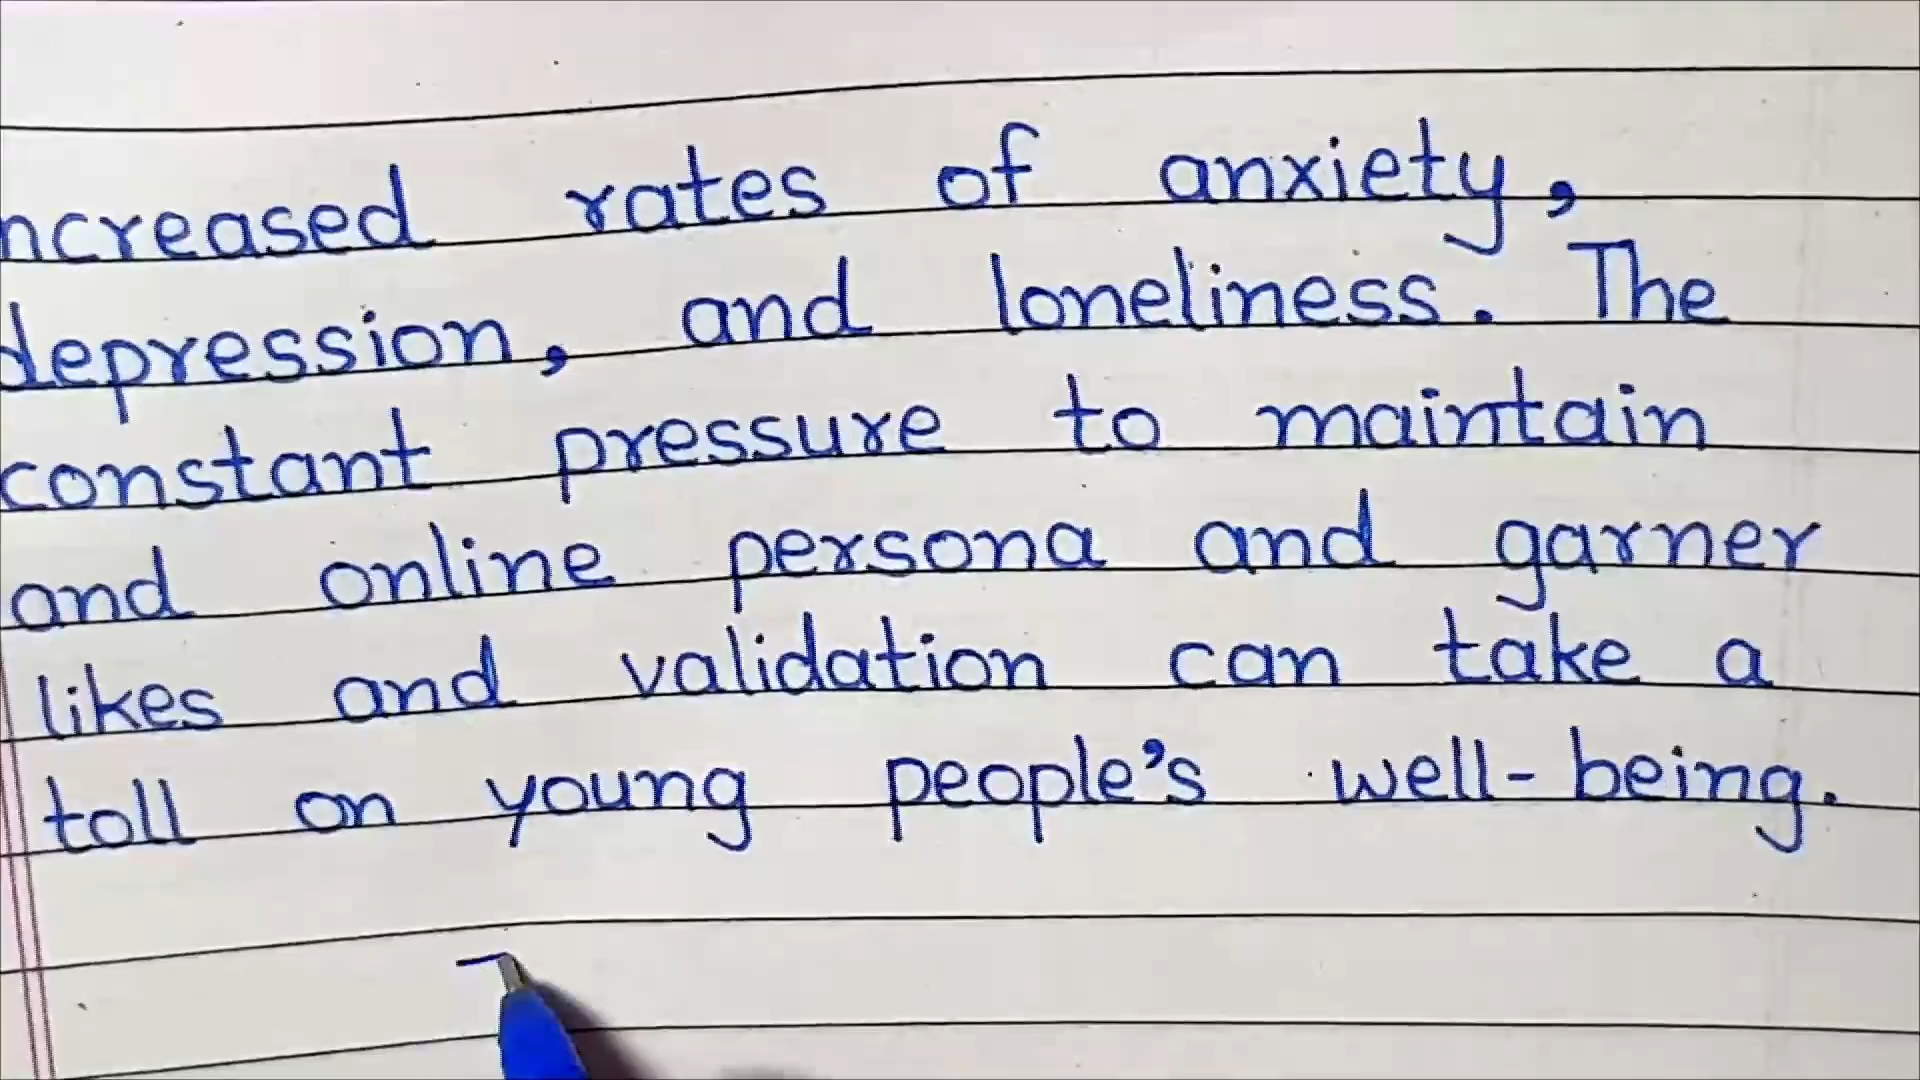 ncreased rates of anxiety,
depression, and loneliness. The
constant pressure to maintain
and online persona and garner
likes and validation can take a
toll on young people's well-being.